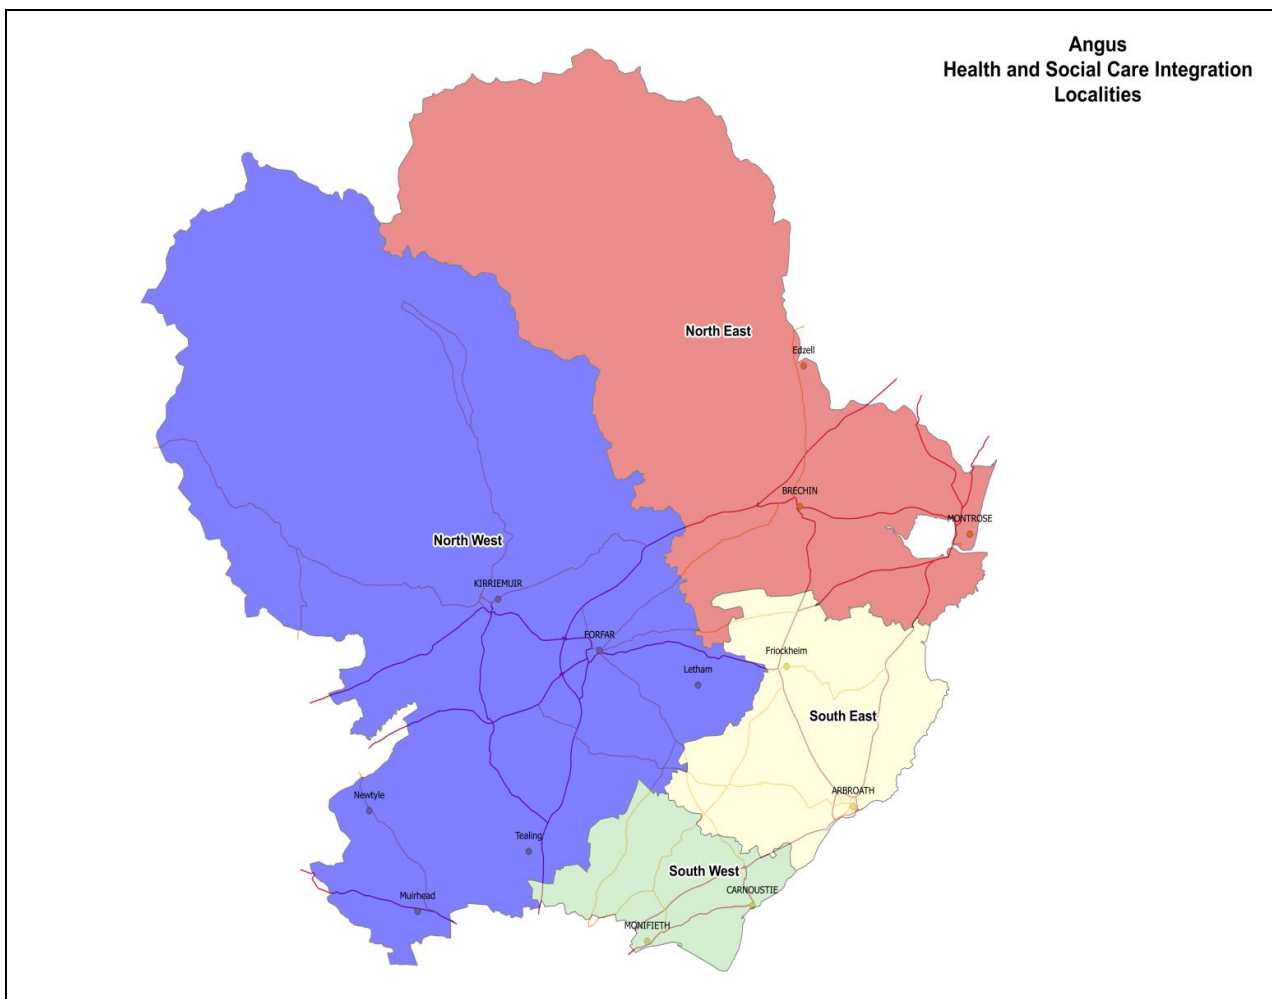 Angus
Health and Social Care Integration
Localities
North East
Edzell
BRECHIN
MONTROSE
North West
KIRRIEMUIR
FORFAR
Letham
Friockheim
South East
Newtyle
ARBROATH
Tealing
South West
Muirhead
CARNOUSTIE
MONIFIETH